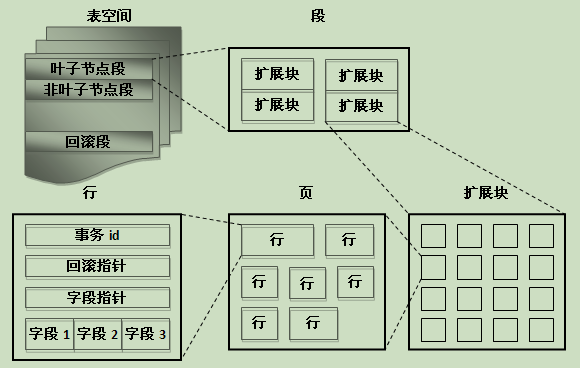 表空间
段
叶子节点段
非叶子节点段
回滚段
扩展块 扩展块
扩展块 扩展块
行
页
扩展块
事务 id
回滚指针
字段指针
字段 1 字段 2 字段 3
行 行
行 行 行
行 行